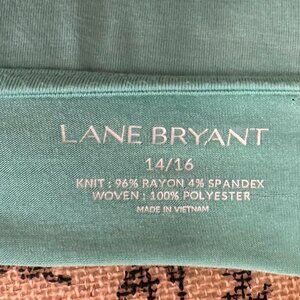 LANE BRYANT
14/16
KNIT : 96% RAYON 4% SPANDEX
WOVEN : 100% POLYESTER
MADE IN VIETNAM